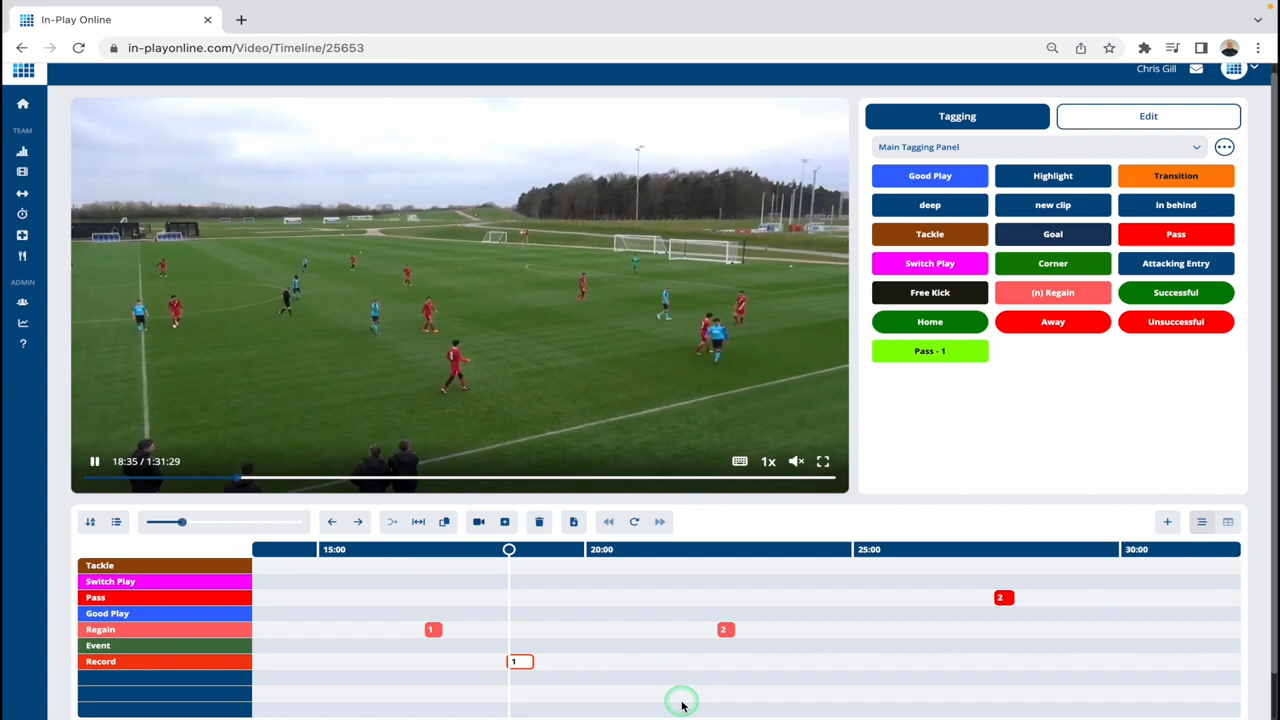 In-Play Online
in-playonline.com/Video/Timeline/25653
Chris Gill
TEAM
ADMIN
?
18:35 / 1:31:29
1x
Tagging
Edit
Main Tagging Panel
Good Play
Highlight
Transition
deep
new clip
in behind
Tackle
Goal
Pass
Switch Play
Corner
Attacking Entry
Free Kick
(n) Regain
Successful
Home
Away
Unsuccessful
Pass - 1
15:00
20:00
25:00
30:00
Tackle
Switch Play
Pass
2
Good Play
Regain
1
2
Event
Record
1